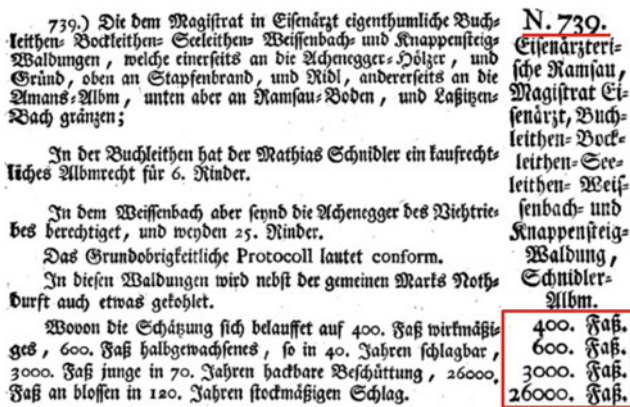 739.) Die dem Magistrat in Eisenärzt eigenthumliche Buch⸗
leithen⸗ Bockleithen⸗ Seeleithen⸗ Weissenbach⸗ und Knappensteig⸗
Waldungen, welche einerseits an die Achenegger⸗Hölzer, und
Gründ, oben an Stapfenbrand, und Ridl, andererseits an die
Amans⸗Albm, unten aber an Ramsau⸗Boden, und Laßitzen⸗
Bach gränzen;
In der Buchleithen hat der Mathias Schnidler ein kaufrecht⸗
liches Albmrecht für 6. Rinder.
In dem Weissenbach aber seynd die Achenegger des Viehtrie⸗
bes berechtiget, und weyden 25. Rinder.
Das Grundobrigkeitliche Protocoll lautet conform.
In diesen Waldungen wird nebst der gemeinen Markts Noth⸗
durft auch etwas gekohlet.
Wovon die Schätzung sich belauffet auf 400. Faß wirkmäßi⸗
ges, 600. Faß halbgewachsenes, so in 40. Jahren schlagbar,
3000. Faß junge in 70. Jahren hackbare Beschüttung, 26000.
Faß an blossen in 120. Jahren stockmäßigen Schlag.
N. 739.
Eisenärzteri⸗
sche Ramsau,
Magistrat Ei⸗
senärzt, Buch⸗
leithen⸗ Bock⸗
leithen⸗ See⸗
leithen⸗ Weis⸗
senbach⸗ und
Knappensteig⸗
Waldung,
Schnidler⸗
Albm.
400. Faß.
600. Faß.
3000. Faß.
26000. Faß.